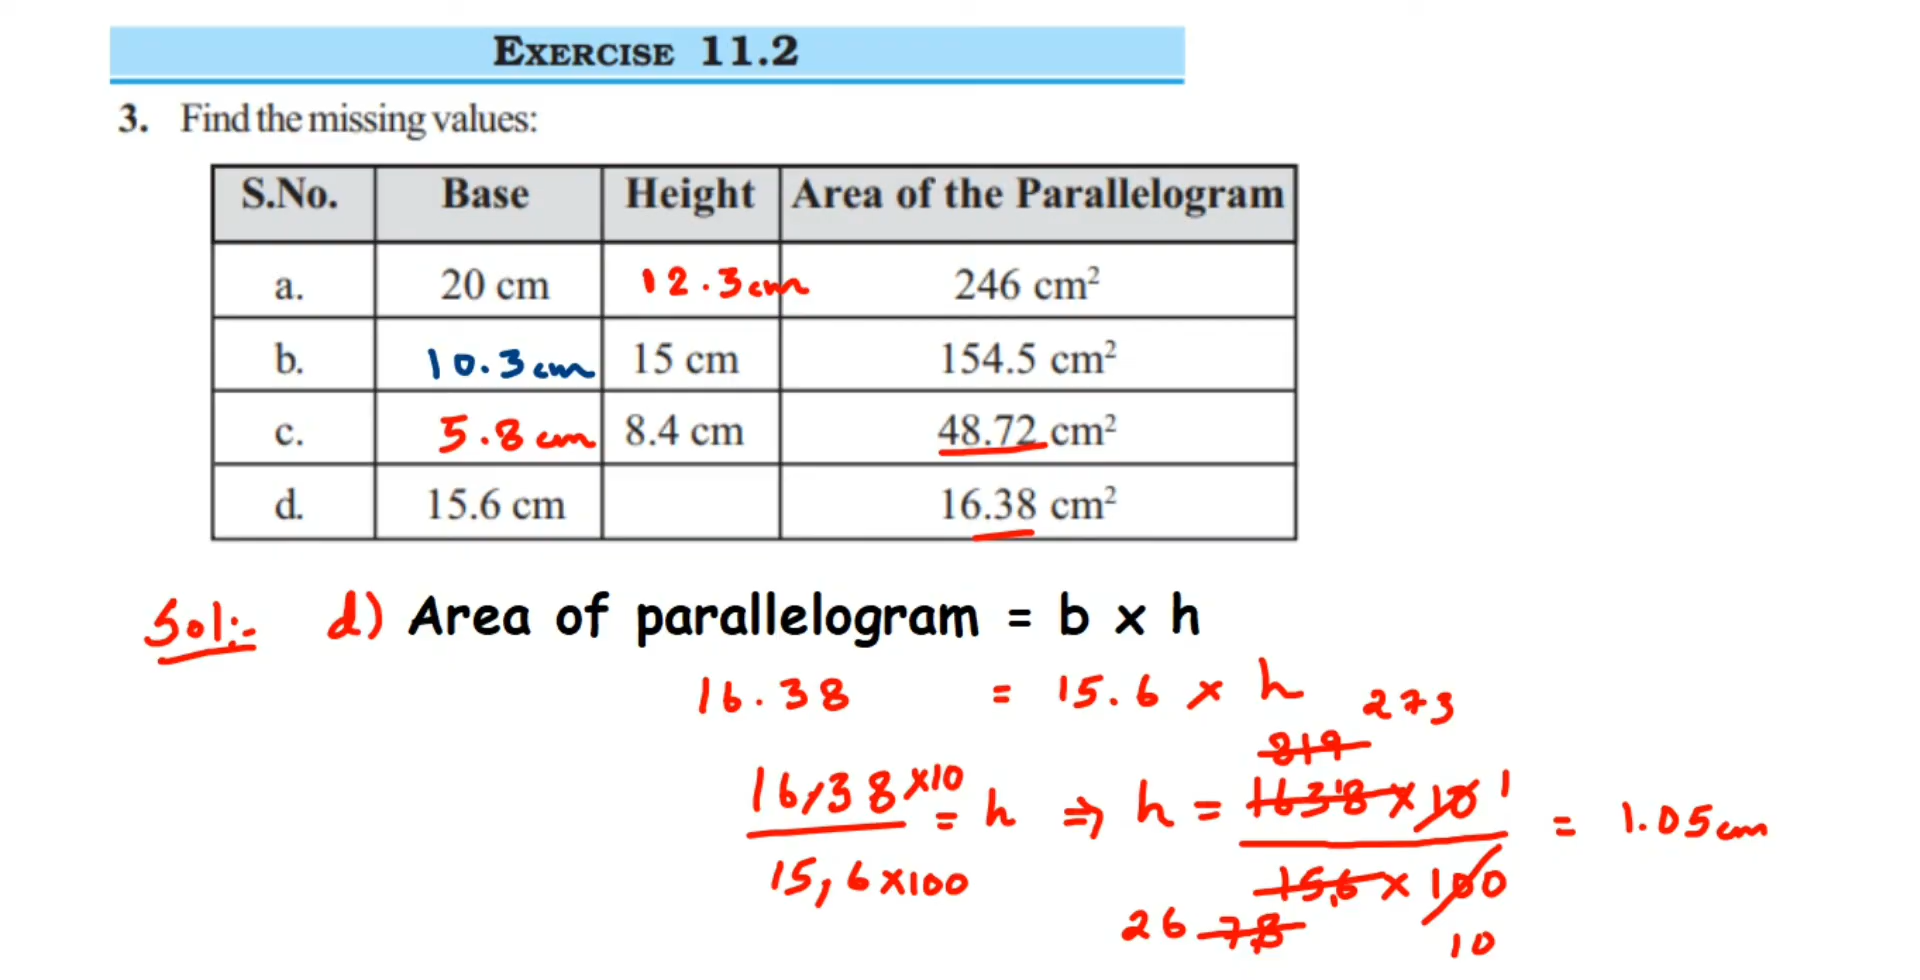 EXERCISE 11.2
3. Find the missing values:
S.No. Base Height Area of the Parallelogram
a. 20 cm 12.3cm 246 cm²
b. 10.3cm 15 cm 154.5 cm²
c. 5.8 cm 8.4 cm 48.72 cm²
d. 15.6 cm 16.38 cm²
Sol:- d) Area of parallelogram = b x h
16.38 = 15.6 × h
273
819
16,38 ×10 = h ⇒ h = 1638 × 10 1 = 1.05cm
15,6 ×100 156 × 100
26 78 10